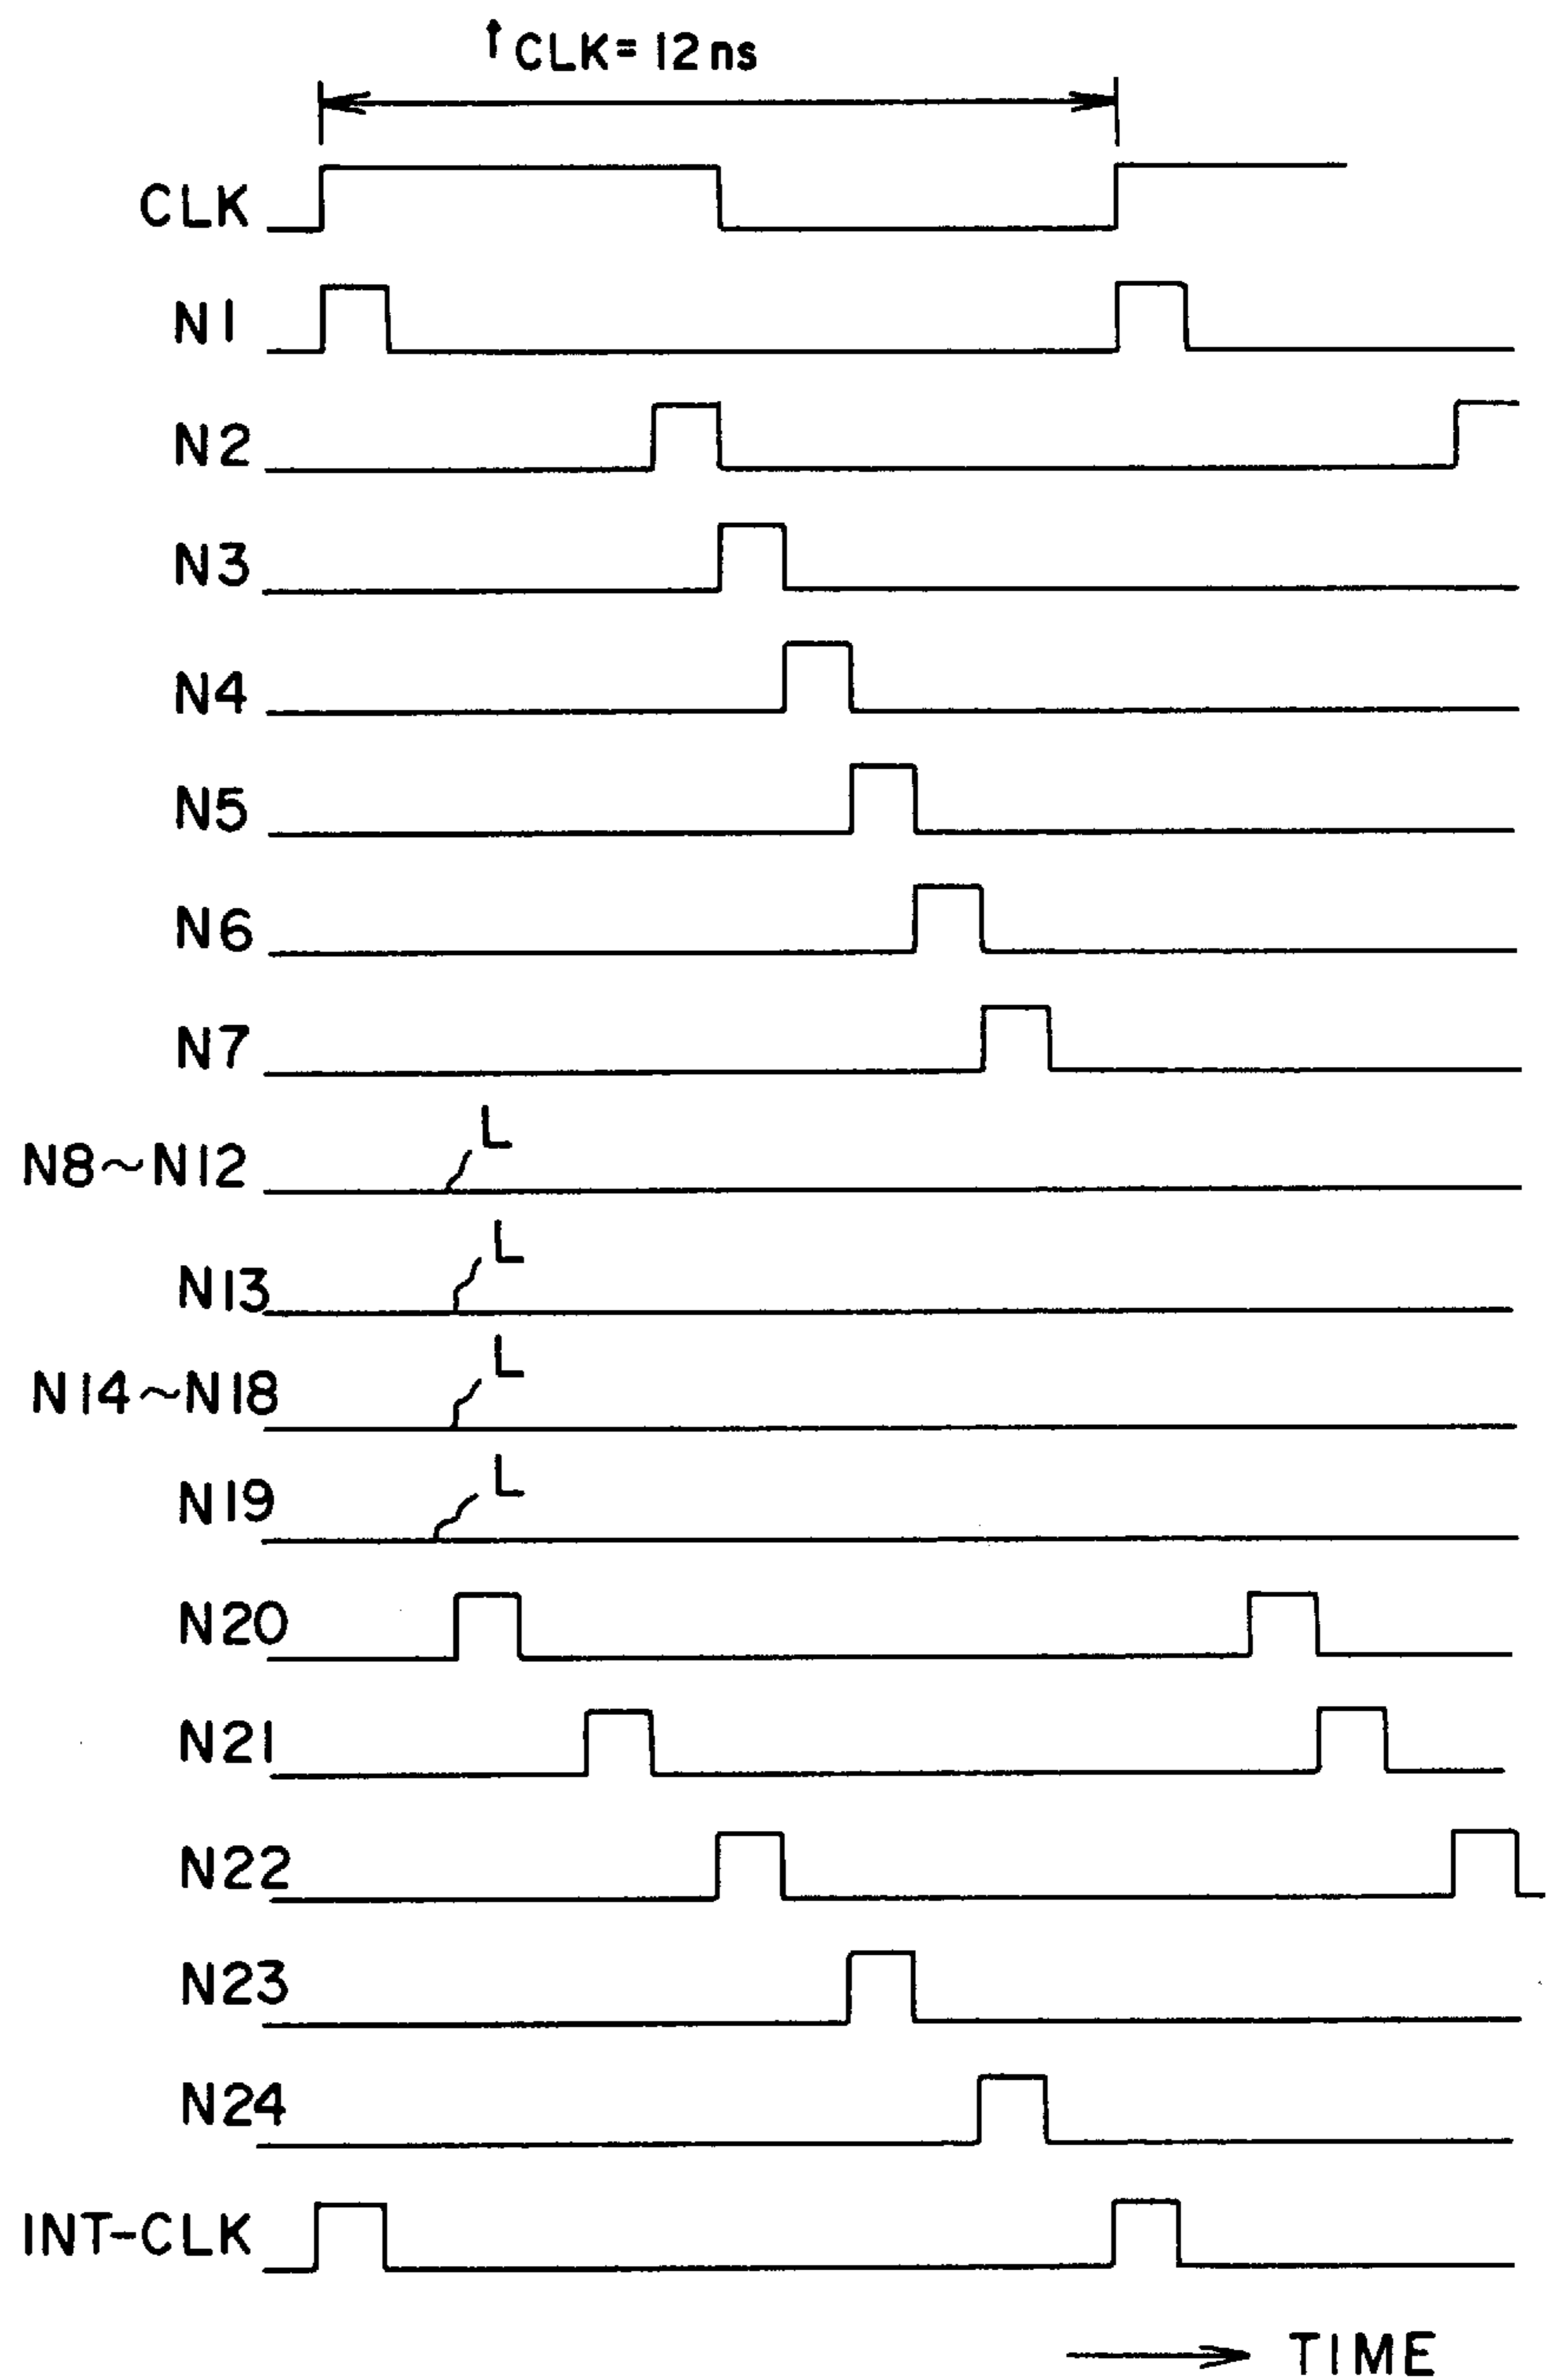 tCLK=12ns
CLK
N1
N2
N3
N4
N5
N6
N7
L
N8~N12
L
N13
L
N14~N18
L
N19
N20
N21
N22
N23
N24
INT-CLK
TIME